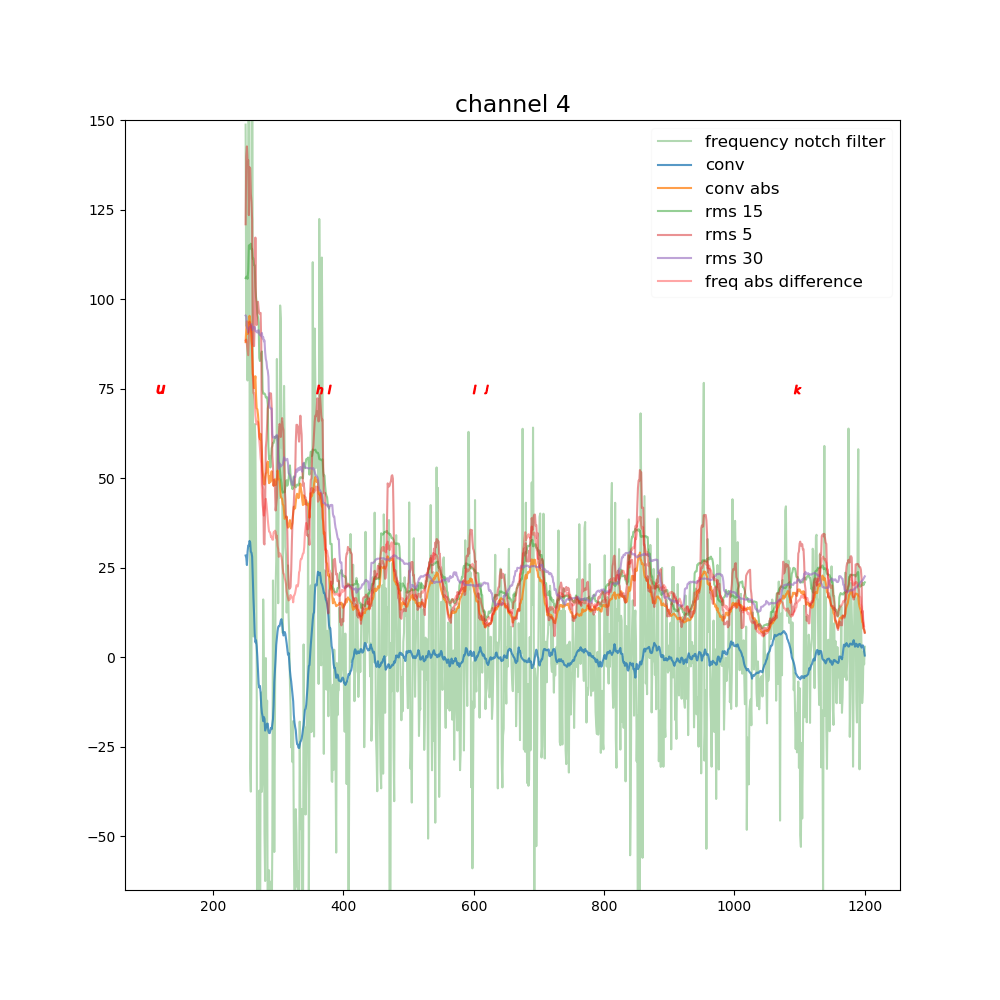 channel 4
150
frequency notch filter
conv
conv abs
125
rms 15
rms 5
rms 30
freq abs difference
100
75
u h l l J k
50
25
0
−25
−50
200 400 600 800 1000 1200